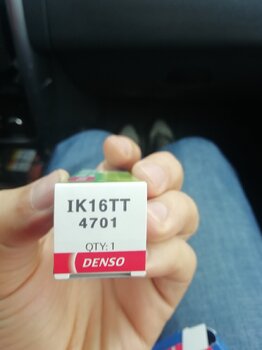 IK16TT
4701
QTY: 1
DENSO